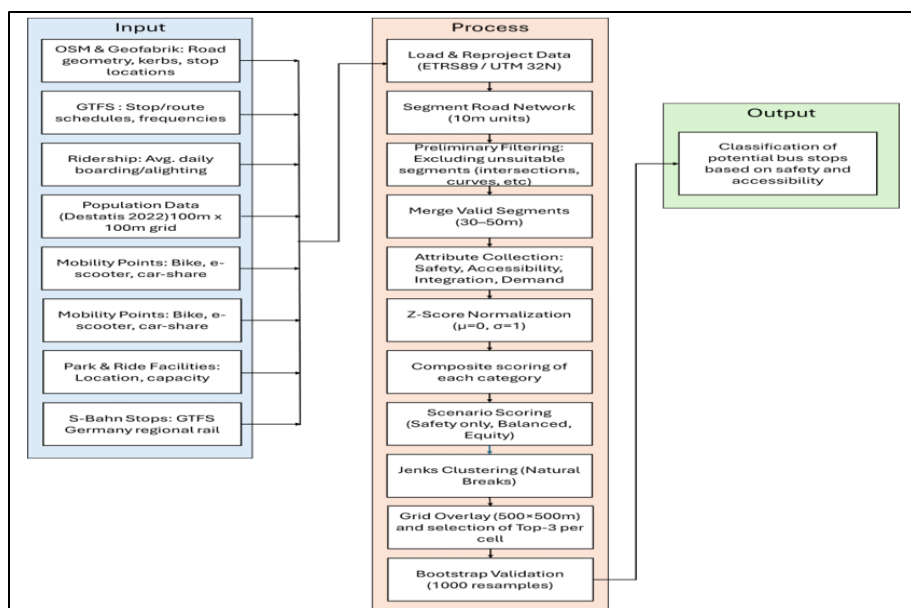 Input
OSM & Geofabrik: Road
geometry, kerbs, stop
locations
GTFS : Stop/route
schedules, frequencies
Ridership: Avg. daily
boarding/alighting
Population Data
(Destatis 2022)100m x
100m grid
Mobility Points: Bike, e-
scooter, car-share
Mobility Points: Bike, e-
scooter, car-share
Park & Ride Facilities:
Location, capacity
S-Bahn Stops: GTFS
Germany regional rail
Process
Load & Reproject Data
(ETRS89 / UTM 32N)
Segment Road Network
(10m units)
Preliminary Filtering:
Excluding unsuitable
segments (intersections,
curves, etc)
Merge Valid Segments
(30–50m)
Attribute Collection:
Safety, Accessibility,
Integration, Demand
Z-Score Normalization
(μ=0, σ=1)
Composite scoring of
each category
Scenario Scoring
(Safety only, Balanced,
Equity)
Jenks Clustering (Natural
Breaks)
Grid Overlay (500×500m)
and selection of Top-3 per
cell
Bootstrap Validation
(1000 resamples)
Output
Classification of
potential bus stops
based on safety and
accessibility